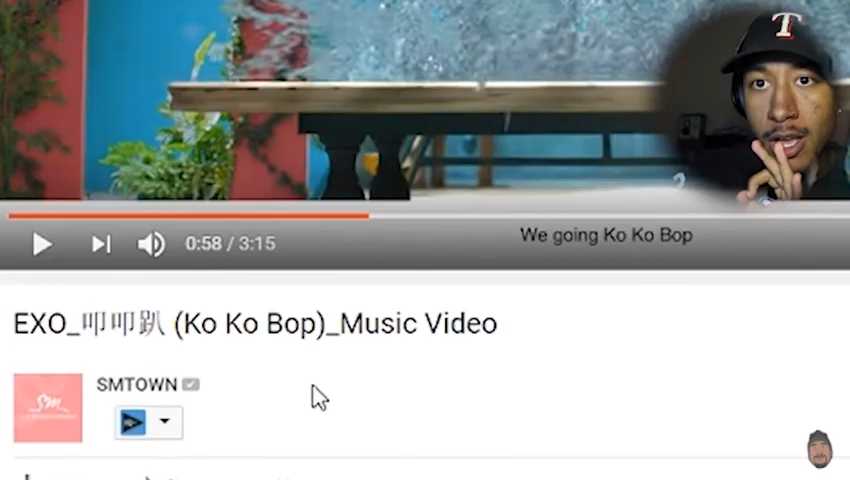 T
0:58 / 3:15
We going Ko Ko Bop
EXO_叩叩趴 (Ko Ko Bop)_Music Video
SMTOWN
SM